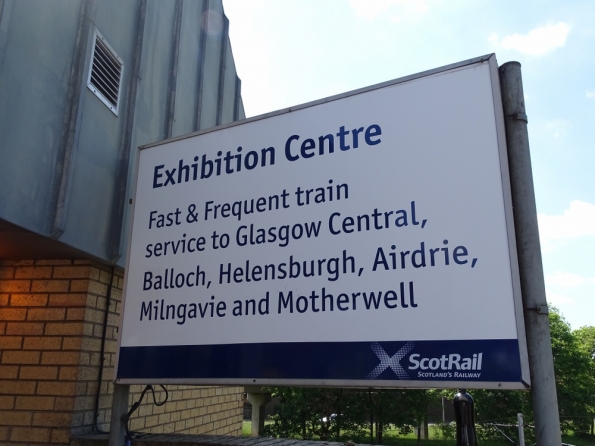 Exhibition Centre
Fast & Frequent train
service to Glasgow Central,
Balloch, Helensburgh, Airdrie,
Milngavie and Motherwell
ScotRail
SCOTLAND'S RAILWAY